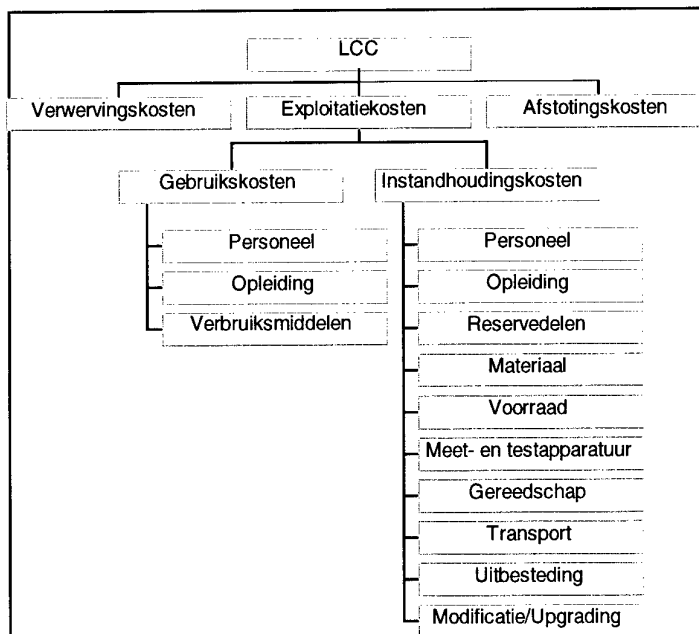 LCC
Verwervingskosten
Exploitatiekosten
Afstotingskosten
Gebruikskosten
Instandhoudingskosten
Personeel
Opleiding
Verbruiksmiddelen
Personeel
Opleiding
Reservedelen
Materiaal
Voorraad
Meet- en testapparatuur
Gereedschap
Transport
Uitbesteding
Modificatie/Upgrading